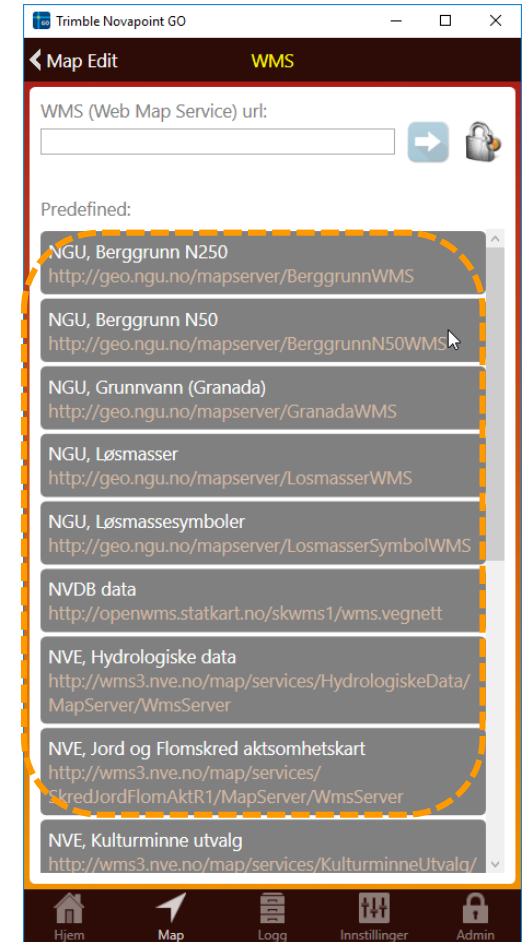 GO Trimble Novapoint GO
Map Edit WMS
WMS (Web Map Service) url:
Predefined:
NGU, Berggrunn N250
http://geo.ngu.no/mapserver/BerggrunnWMS
NGU, Berggrunn N50
http://geo.ngu.no/mapserver/BerggrunnN50WMS
NGU, Grunnvann (Granada)
http://geo.ngu.no/mapserver/GranadaWMS
NGU, Løsmasser
http://geo.ngu.no/mapserver/LosmasserWMS
NGU, Løsmassesymboler
http://geo.ngu.no/mapserver/LosmasserSymbolWMS
NVDB data
http://openwms.statkart.no/skwms1/wms.vegnett
NVE, Hydrologiske data
http://wms3.nve.no/map/services/HydrologiskeData/
MapServer/WmsServer
NVE, Jord og Flomskred aktsomhetskart
http://wms3.nve.no/map/services/
SkredJordFlomAktR1/MapServer/WmsServer
NVE, Kulturminne utvalg
http://wms3.nve.no/map/services/KulturminneUtvalg/
Hjem Map Logg Innstillinger Admin